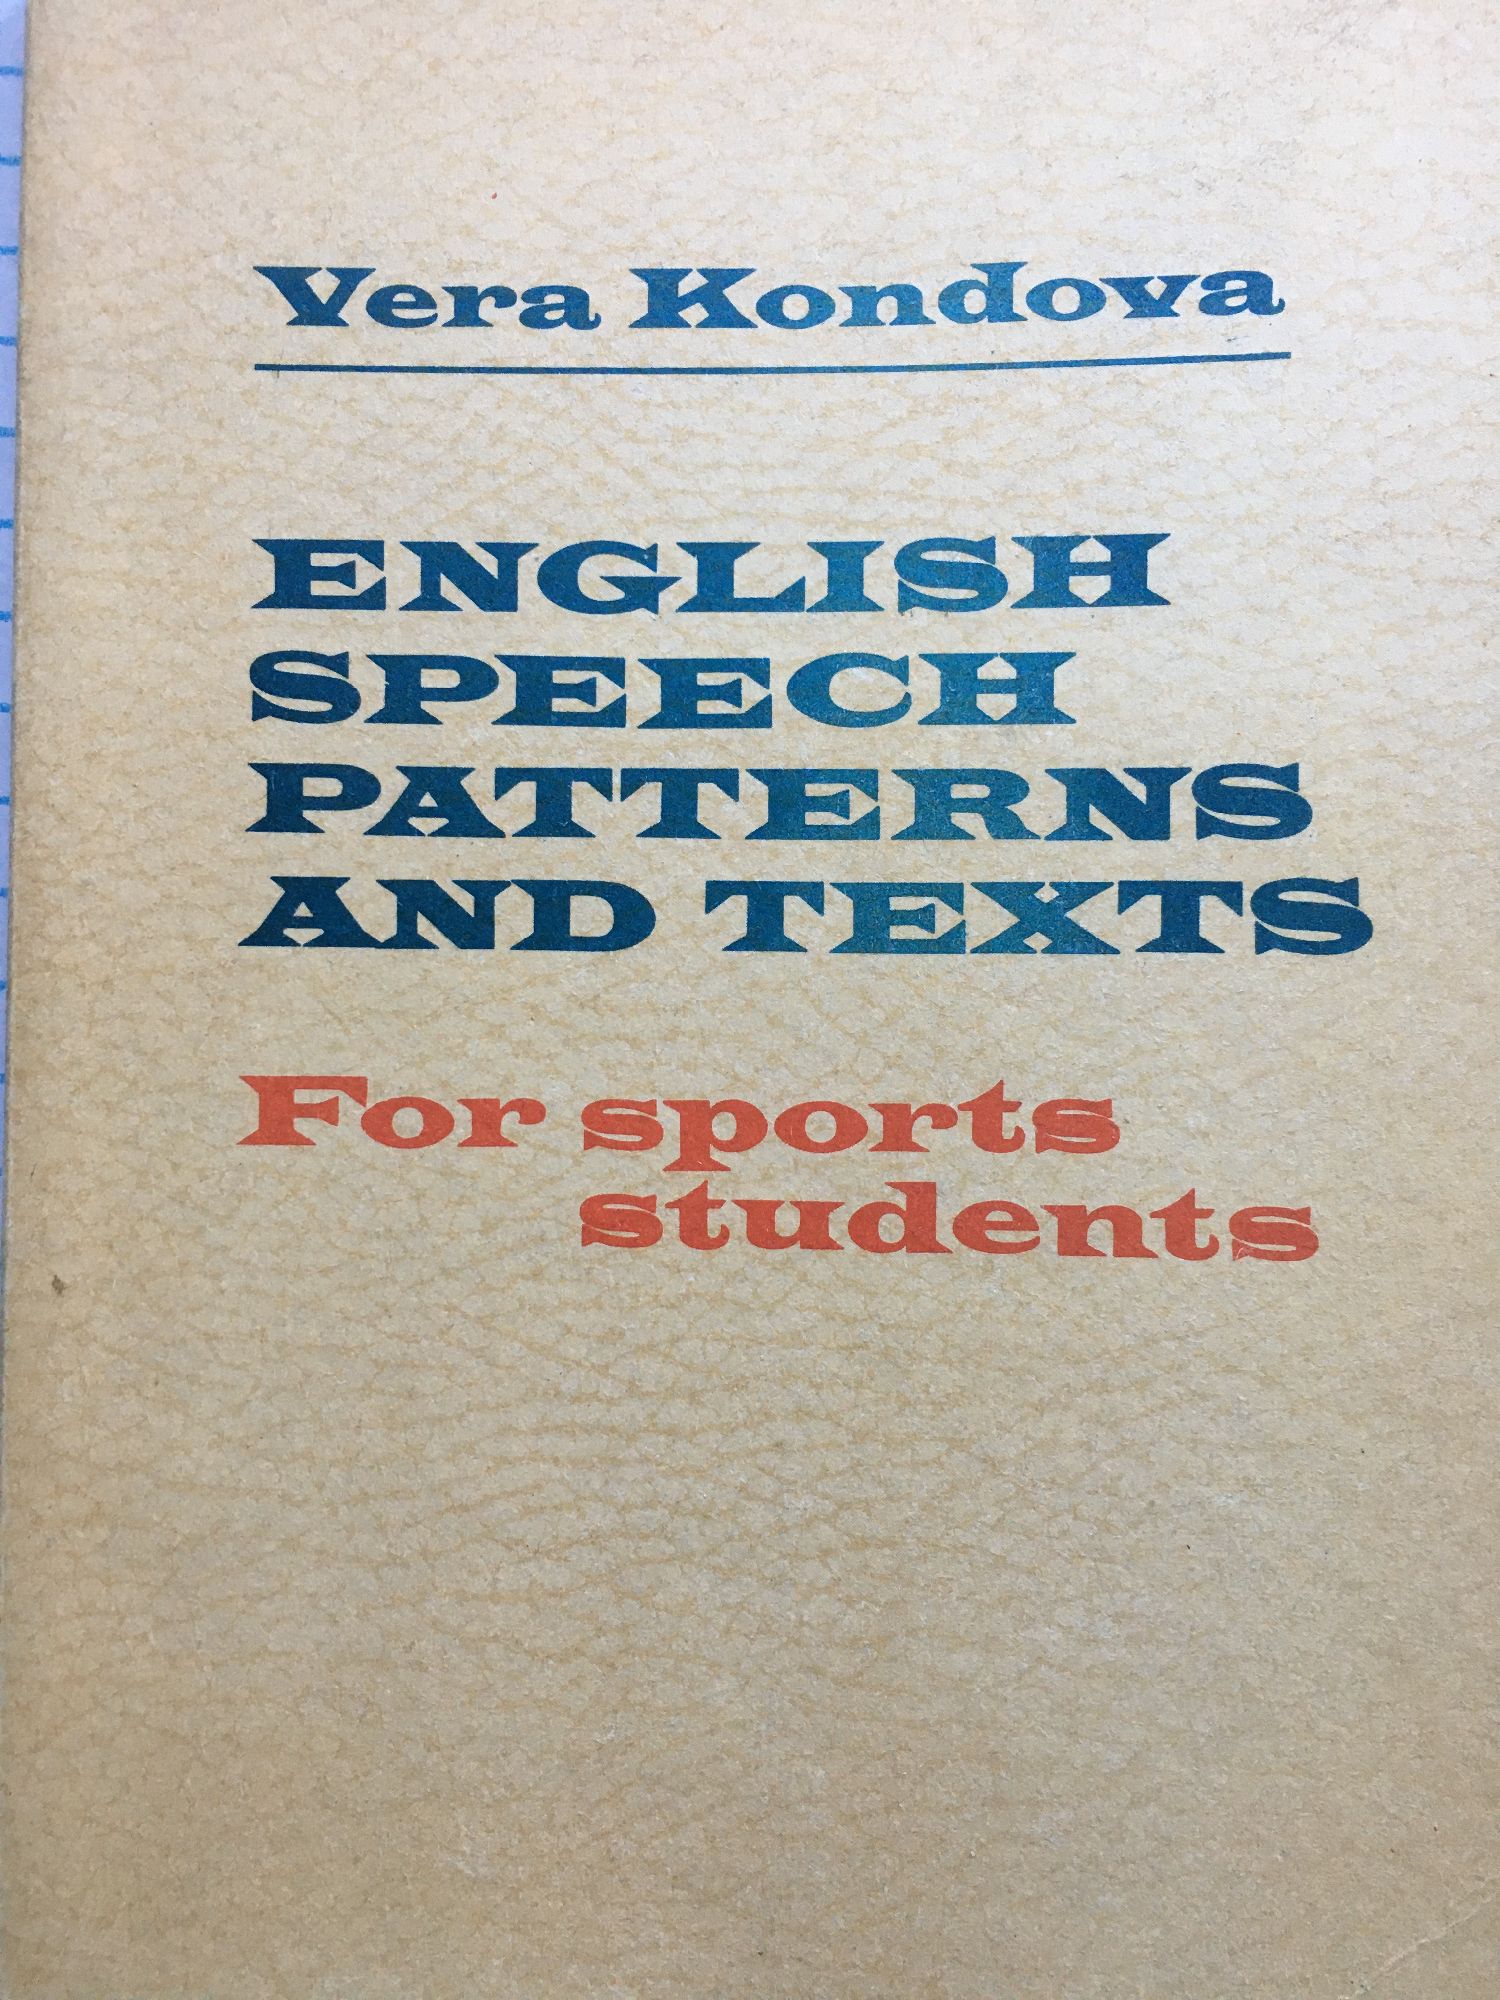 Vera Kondova
ENGLISH
SPEECH
PATTERNS
AND TEXTS
For sports
students